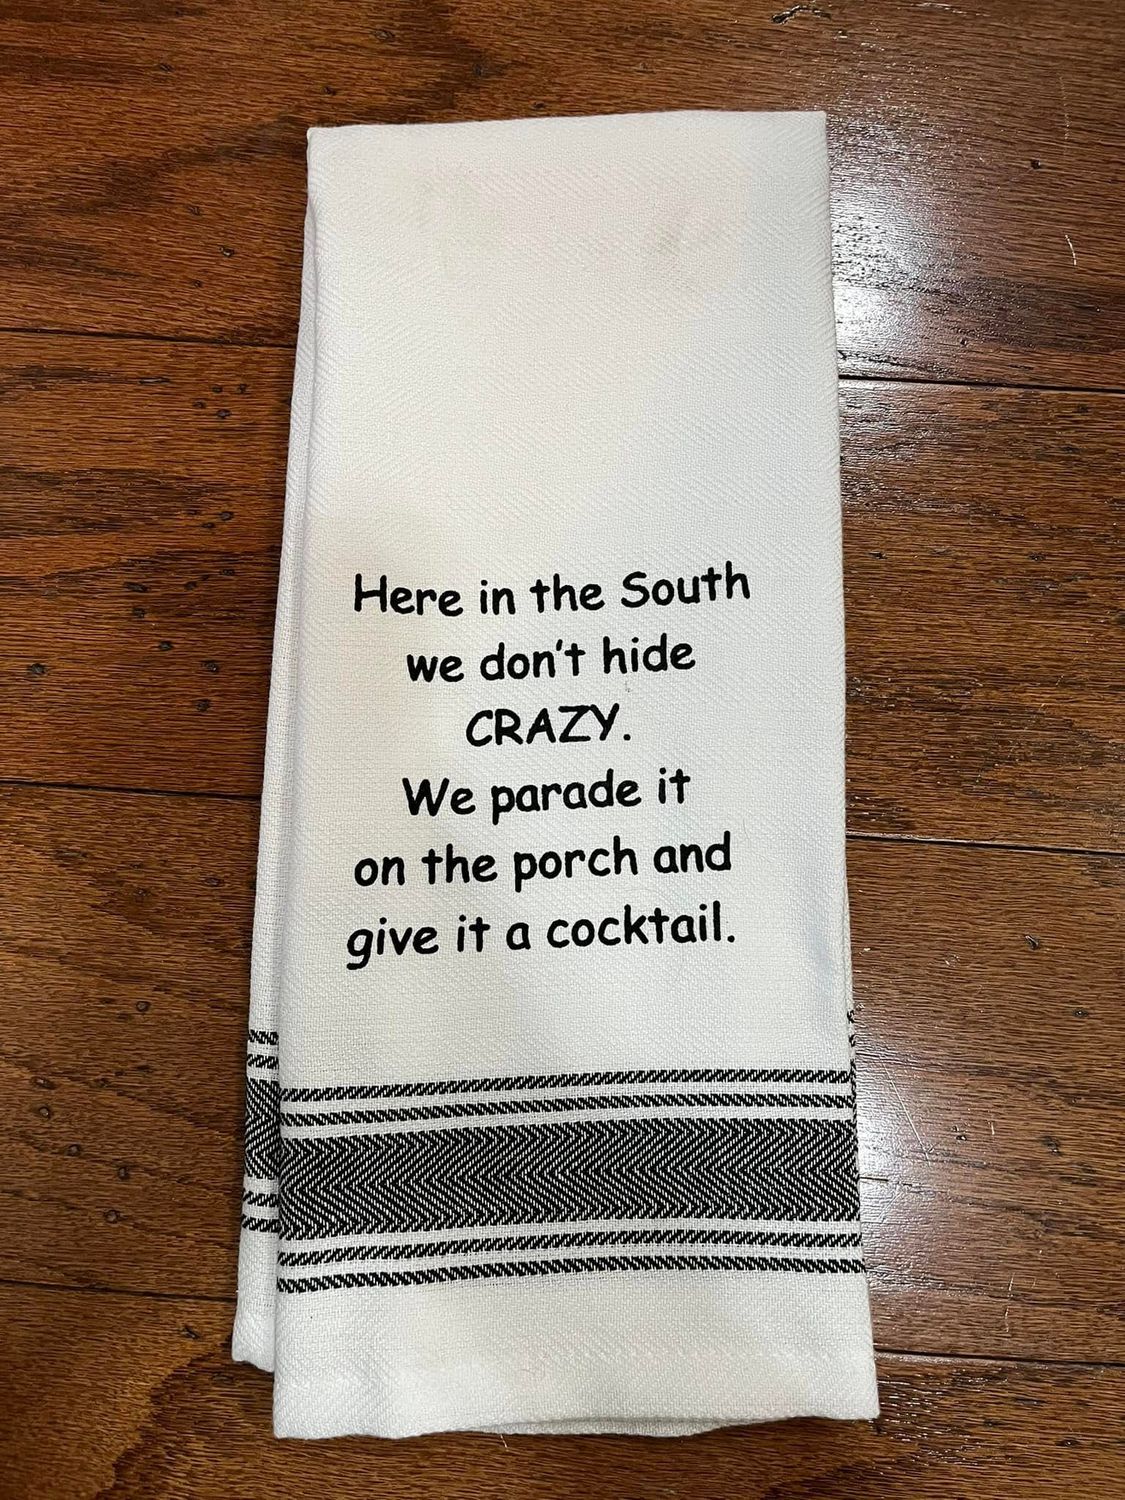 Here in the South
we don't hide
CRAZY.
We parade it
on the porch and
give it a cocktail.